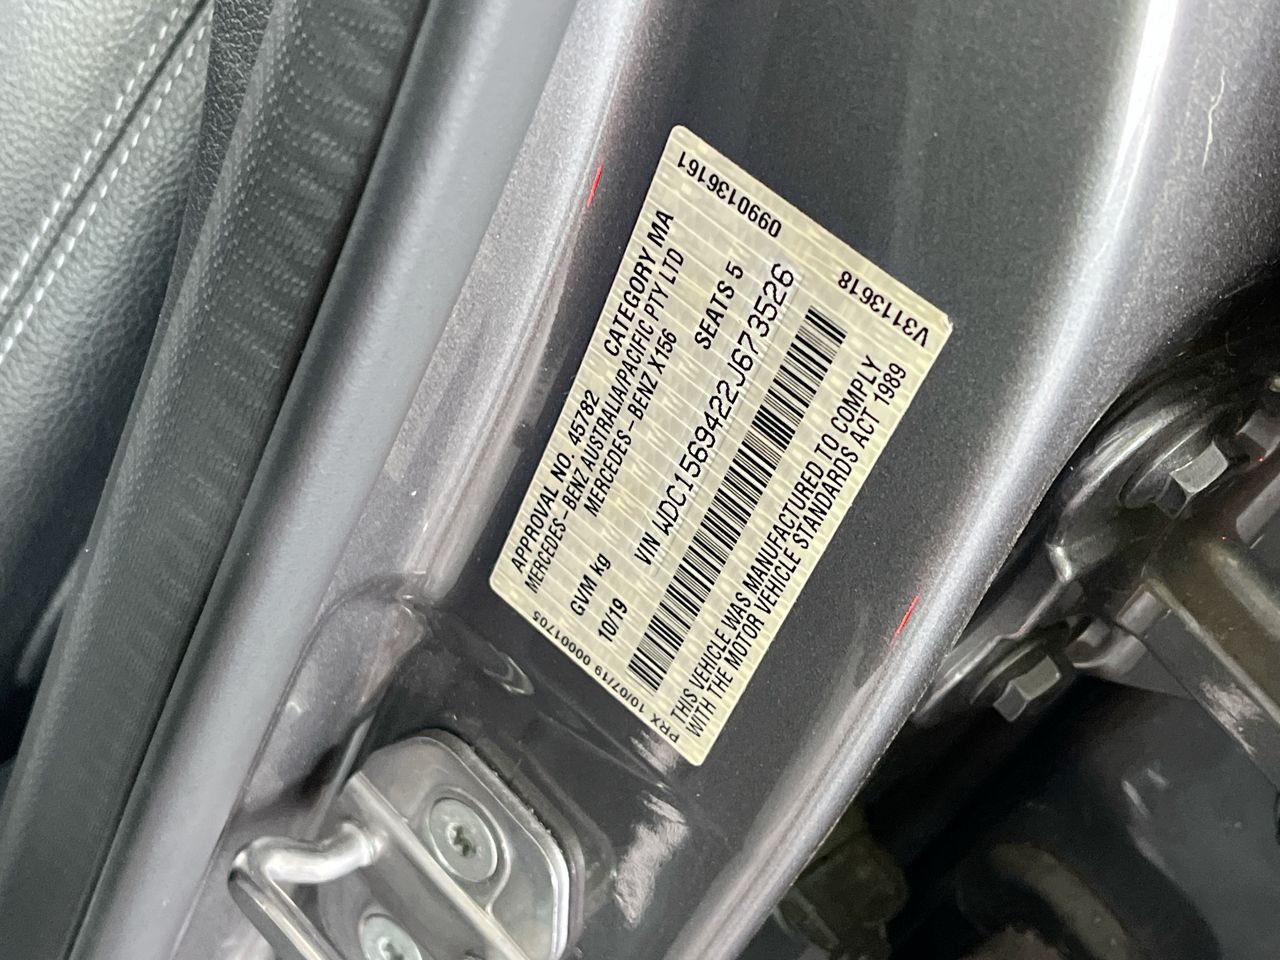 0990136161
V3113618
APPROVAL NO. 45782 CATEGORY MA
MERCEDES-BENZ AUSTRALIA/PACIFIC PTY LTD
MERCEDES-BENZ X156
GVM kg SEATS 5
10/19 VIN WDC1569422J673526
THIS VEHICLE WAS MANUFACTURED TO COMPLY
WITH THE MOTOR VEHICLE STANDARDS ACT 1989
PRX 10/07/19 00001705